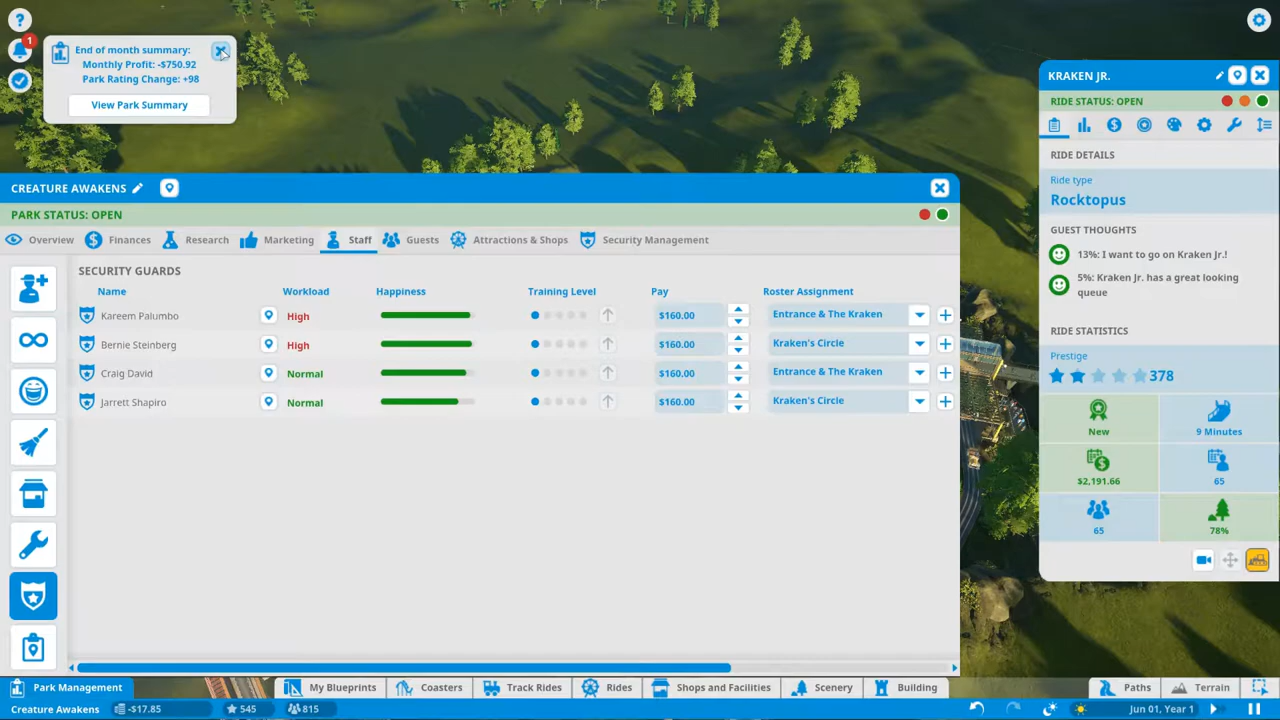 ?
1
End of month summary:
Monthly Profit: -$750.92
Park Rating Change: +98
View Park Summary
CREATURE AWAKENS
PARK STATUS: OPEN
Overview
Finances
Research
Marketing
Staff
Guests
Attractions & Shops
Security Management
SECURITY GUARDS
Name Workload Happiness Training Level Pay Roster Assignment
Kareem Palumbo High $160.00 Entrance & The Kraken
Bernie Steinberg High $160.00 Kraken's Circle
Craig David Normal $160.00 Entrance & The Kraken
Jarrett Shapiro Normal $160.00 Kraken's Circle
KRAKEN JR.
RIDE STATUS: OPEN
RIDE DETAILS
Ride type
Rocktopus
GUEST THOUGHTS
13%: I want to go on Kraken Jr.!
5%: Kraken Jr. has a great looking
queue
RIDE STATISTICS
Prestige
378
New
9 Minutes
$2,191.66
65
65
78%
Park Management
My Blueprints
Coasters
Track Rides
Rides
Shops and Facilities
Scenery
Building
Paths
Terrain
Creature Awakens
-$17.85
545
815
Jun 01, Year 1